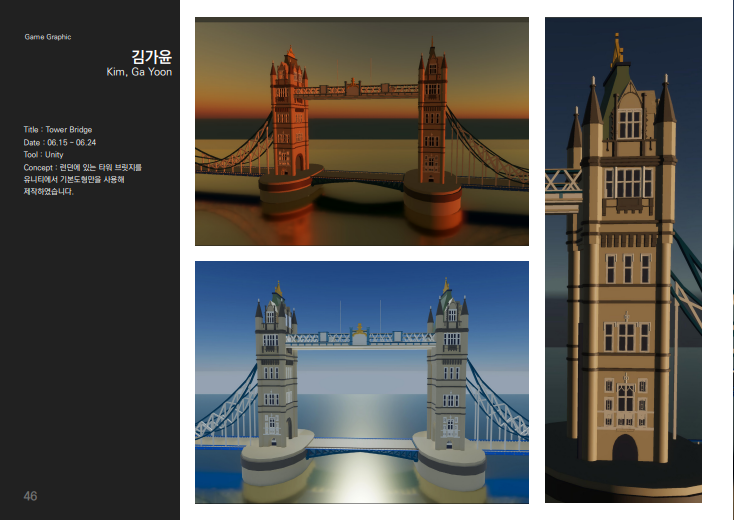 Game Graphic
김가윤
Kim, Ga Yoon
Title : Tower Bridge
Date : 06.15 - 06.24
Tool : Unity
Concept : 런던에 있는 타워 브릿지를
유니티에서 기본도형만을 사용해
제작하였습니다.
46